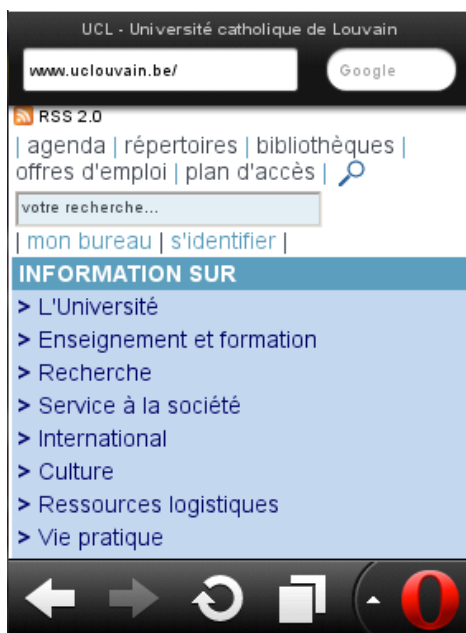 UCL - Université catholique de Louvain
www.uclouvain.be/ Google
RSS 2.0
| agenda | répertoires | bibliothèques |
offres d'emploi | plan d'accès |
votre recherche...
| mon bureau | s'identifier |
INFORMATION SUR
> L'Université
> Enseignement et formation
> Recherche
> Service à la société
> International
> Culture
> Ressources logistiques
> Vie pratique